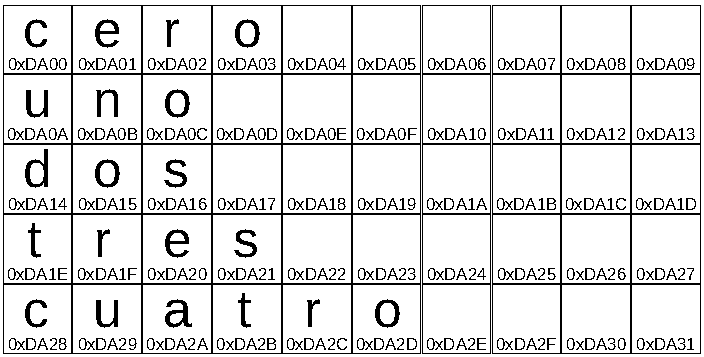 c e r o
0xDA00 0xDA01 0xDA02 0xDA03 0xDA04 0xDA05 0xDA06 0xDA07 0xDA08 0xDA09
u n o
0xDA0A 0xDA0B 0xDA0C 0xDA0D 0xDA0E 0xDA0F 0xDA10 0xDA11 0xDA12 0xDA13
d o s
0xDA14 0xDA15 0xDA16 0xDA17 0xDA18 0xDA19 0xDA1A 0xDA1B 0xDA1C 0xDA1D
t r e s
0xDA1E 0xDA1F 0xDA20 0xDA21 0xDA22 0xDA23 0xDA24 0xDA25 0xDA26 0xDA27
c u a t r o
0xDA28 0xDA29 0xDA2A 0xDA2B 0xDA2C 0xDA2D 0xDA2E 0xDA2F 0xDA30 0xDA31